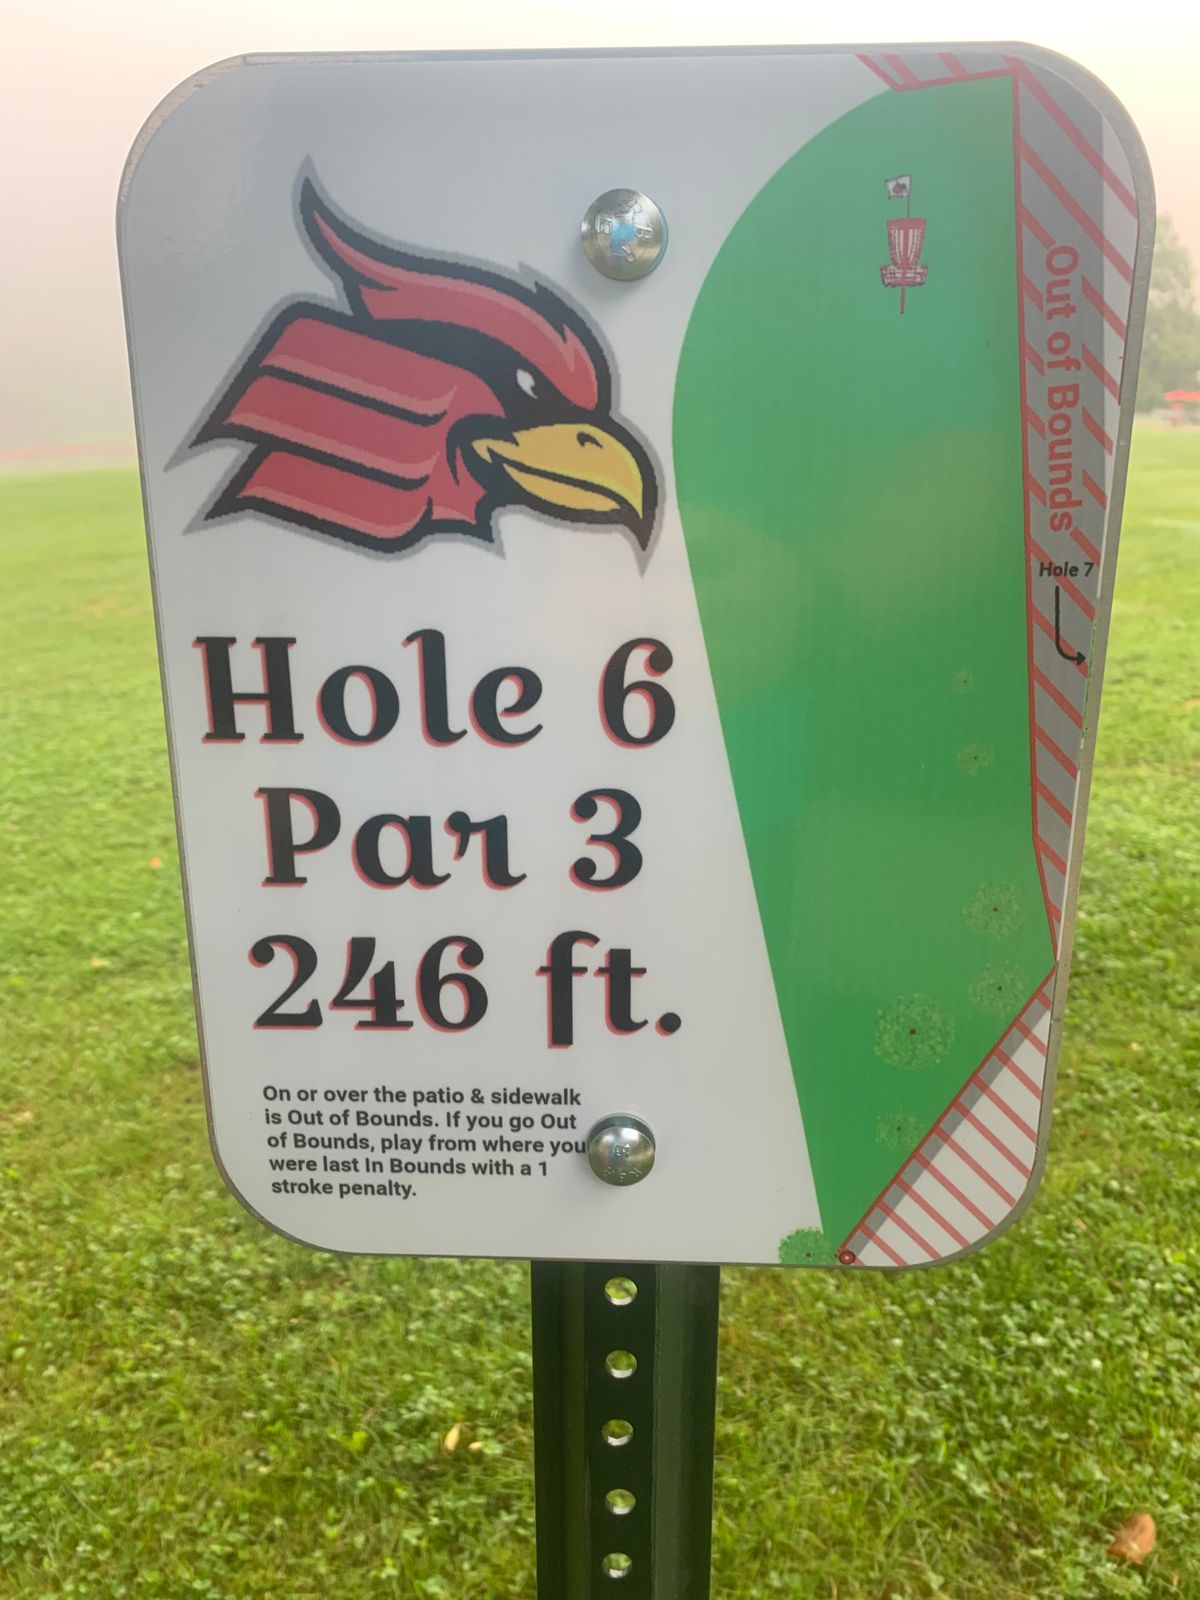 Hole 6
Par 3
246 ft.
On or over the patio & sidewalk
is Out of Bounds. If you go Out
of Bounds, play from where you
were last In Bounds with a 1
stroke penalty.
Out of Bounds
Hole 7